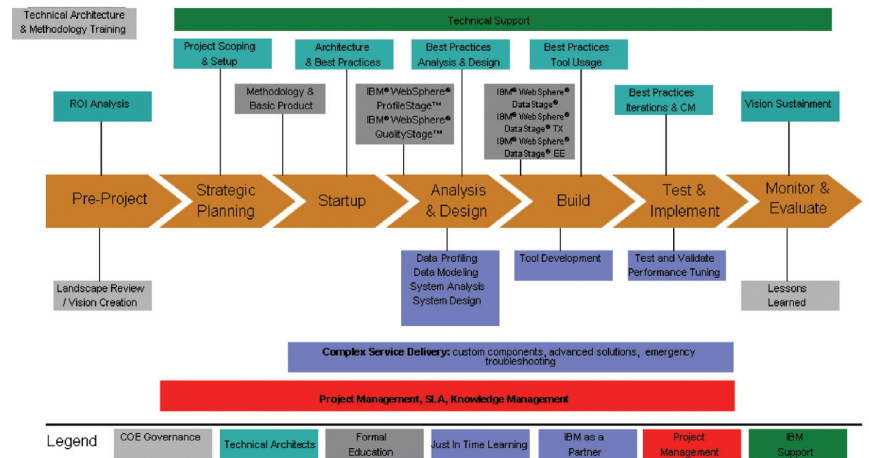 Technical Architecture
& Methodology Training
Technical Support
Project Scoping
& Setup
Architecture
& Best Practices
Best Practices
Analysis & Design
Best Practices
Tool Usage
ROI Analysis
Methodology &
Basic Product
IBM® WebSphere®
ProfileStage™
IBM® WebSphere®
QualityStage™
IBM® WebSphere®
DataStage®
IBM® WebSphere®
DataStage® TX
IBM® WebSphere®
DataStage® EE
Best Practices
Iterations & CM
Vision Sustainment
Pre-Project
Strategic
Planning
Startup
Analysis
& Design
Build
Test &
Implement
Monitor &
Evaluate
Landscape Review
/ Vision Creation
Data Profiling
Data Modeling
System Analysis
System Design
Tool Development
Test and Validate
Performance Tuning
Lessons
Learned
Complex Service Delivery: custom components, advanced solutions, emergency
troubleshooting
Project Management, SLA, Knowledge Management
Legend
COE Governance
Technical Architects
Formal
Education
Just In Time Learning
IBM as a
Partner
Project
Management
IBM
Support